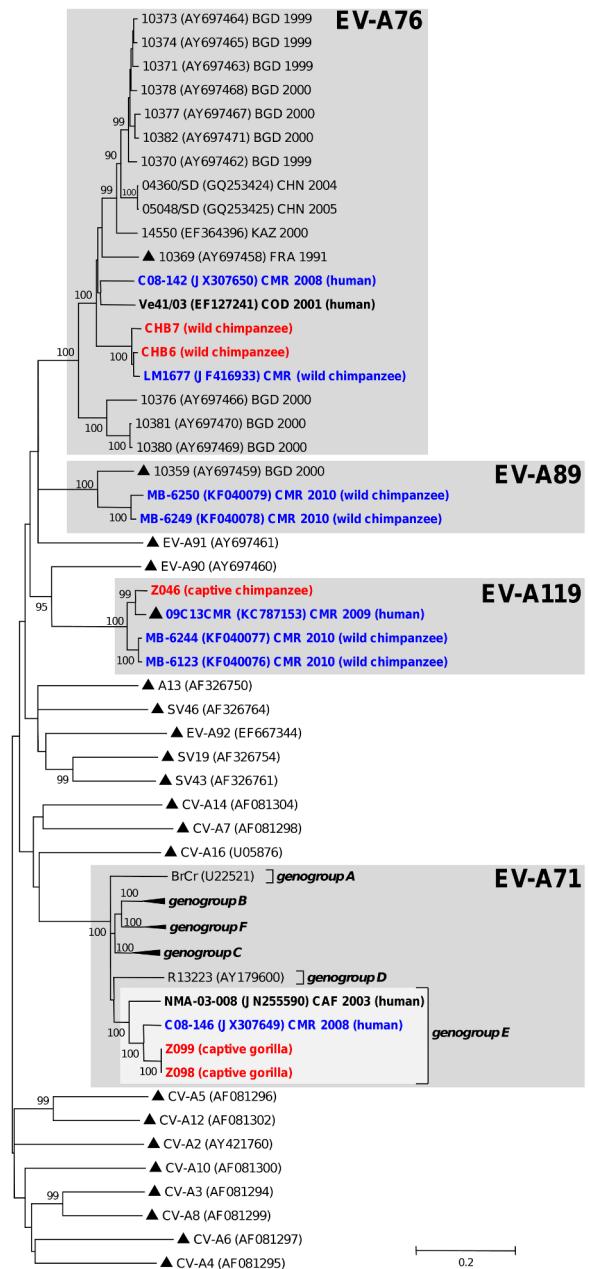 EV-A76
10373 (AY697464) BGD 1999
10374 (AY697465) BGD 1999
10371 (AY697463) BGD 1999
10378 (AY697468) BGD 2000
10377 (AY697467) BGD 2000
99
10382 (AY697471) BGD 2000
90
10370 (AY697462) BGD 1999
04360/SD (GQ253424) CHN 2004
99
100
05048/SD (GQ253425) CHN 2005
14550 (EF364396) KAZ 2000
10369 (AY697458) FRA 1991
C08-142 (JX307650) CMR 2008 (human)
Ve41/03 (EF127241) COD 2001 (human)
CHB7 (wild chimpanzee)
100
100
CHB6 (wild chimpanzee)
LM1677 (JF416933) CMR (wild chimpanzee)
10376 (AY697466) BGD 2000
100
10381 (AY697470) BGD 2000
100
10380 (AY697469) BGD 2000
EV-A89
10359 (AY697459) BGD 2000
100
MB-6250 (KF040079) CMR 2010 (wild chimpanzee)
100
MB-6249 (KF040078) CMR 2010 (wild chimpanzee)
EV-A91 (AY697461)
EV-A90 (AY697460)
95
EV-A119
99
Z046 (captive chimpanzee)
100
09C13CMR (KC787153) CMR 2009 (human)
MB-6244 (KF040077) CMR 2010 (wild chimpanzee)
100
MB-6123 (KF040076) CMR 2010 (wild chimpanzee)
A13 (AF326750)
SV46 (AF326764)
EV-A92 (EF667344)
SV19 (AF326754)
99
SV43 (AF326761)
CV-A14 (AF081304)
CV-A7 (AF081298)
CV-A16 (U05876)
EV-A71
BrCr (U22521)
genogroup A
100
genogroup B
100
genogroup F
100
100
genogroup C
R13223 (AY179600)
genogroup D
NMA-03-008 (JN255590) CAF 2003 (human)
100
C08-146 (JX307649) CMR 2008 (human)
genogroup E
100
Z099 (captive gorilla)
100
Z098 (captive gorilla)
CV-A5 (AF081296)
99
CV-A12 (AF081302)
CV-A2 (AY421760)
CV-A10 (AF081300)
CV-A3 (AF081294)
99
CV-A8 (AF081299)
CV-A6 (AF081297)
CV-A4 (AF081295)
0.2